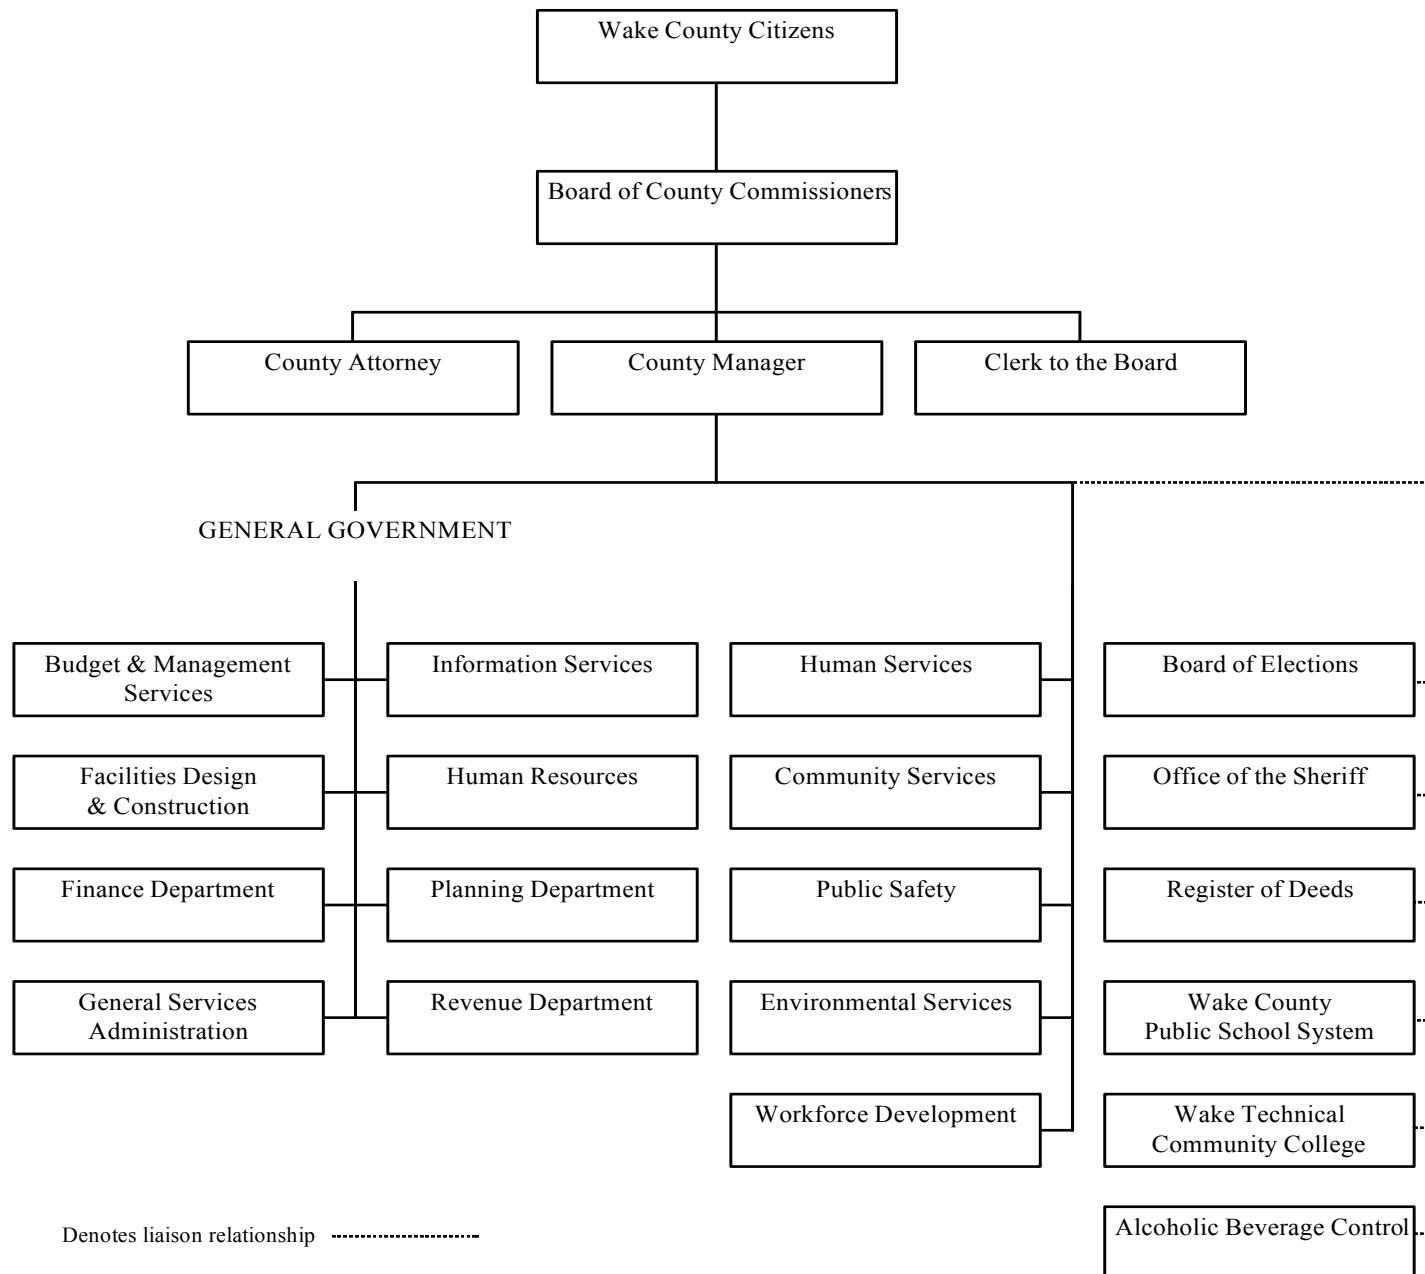 Wake County Citizens
Board of County Commissioners
County Attorney
County Manager
Clerk to the Board
GENERAL GOVERNMENT
Budget & Management
Services
Information Services
Human Services
Board of Elections
Facilities Design
& Construction
Human Resources
Community Services
Office of the Sheriff
Finance Department
Planning Department
Public Safety
Register of Deeds
General Services
Administration
Revenue Department
Environmental Services
Wake County
Public School System
Workforce Development
Wake Technical
Community College
Alcoholic Beverage Control
Denotes liaison relationship